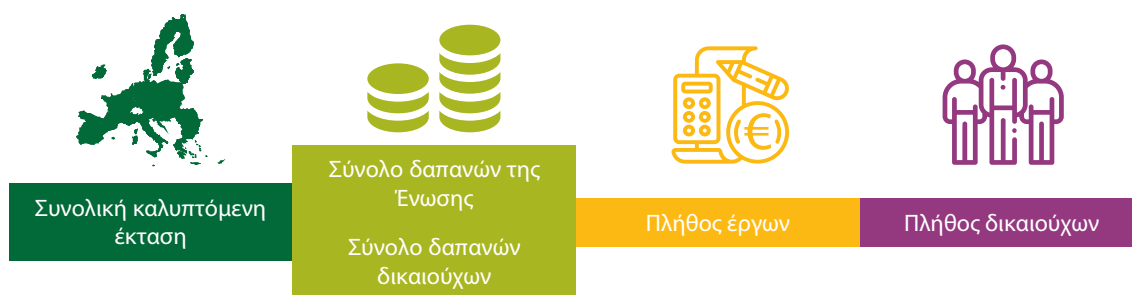 Συνολική καλυπτόμενη
έκταση
Σύνολο δαπανών της
Ένωσης
Σύνολο δαπανών
δικαιούχων
Πλήθος έργων
Πλήθος δικαιούχων